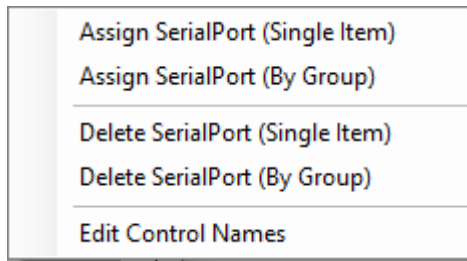 Assign SerialPort (Single Item)
Assign SerialPort (By Group)
Delete SerialPort (Single Item)
Delete SerialPort (By Group)
Edit Control Names